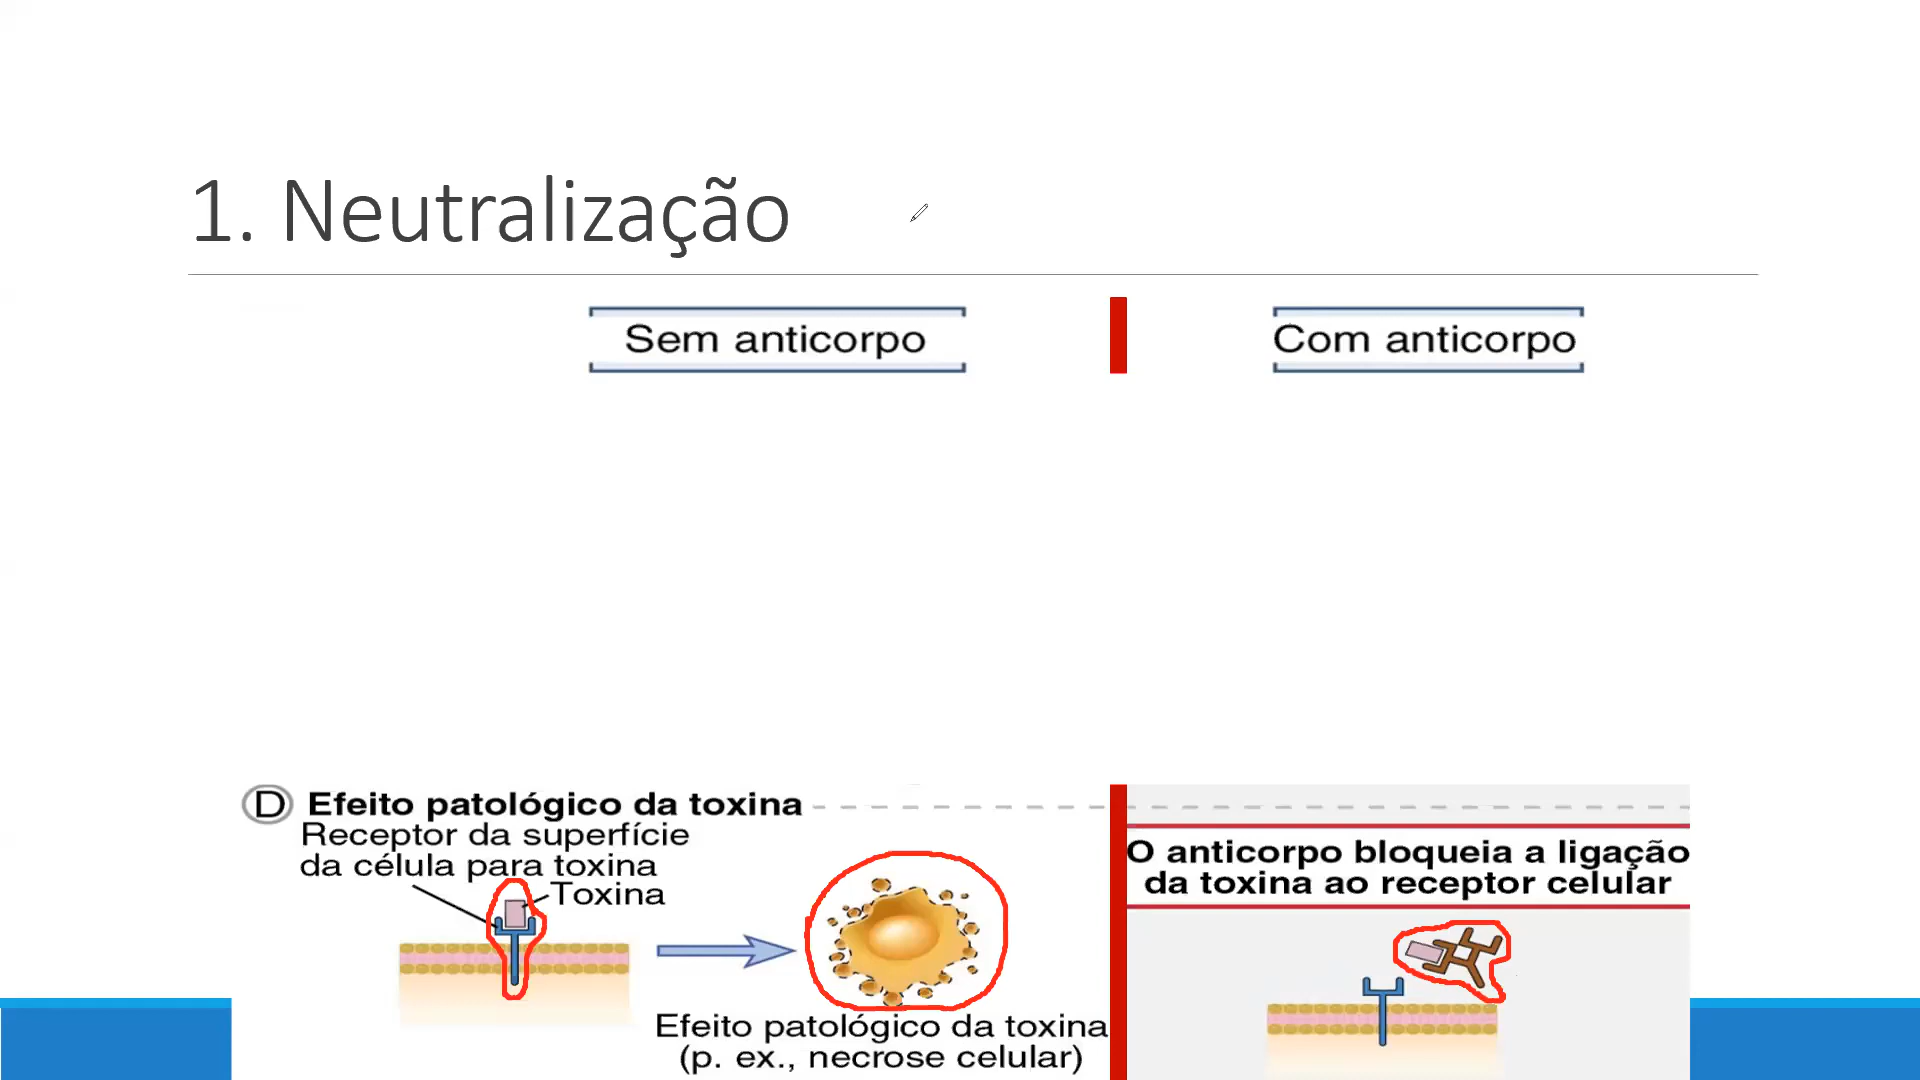 1. Neutralização
Sem anticorpo
Com anticorpo
D Efeito patológico da toxina
Receptor da superfície
da célula para toxina
Toxina
Efeito patológico da toxina
(p. ex., necrose celular)
O anticorpo bloqueia a ligação
da toxina ao receptor celular